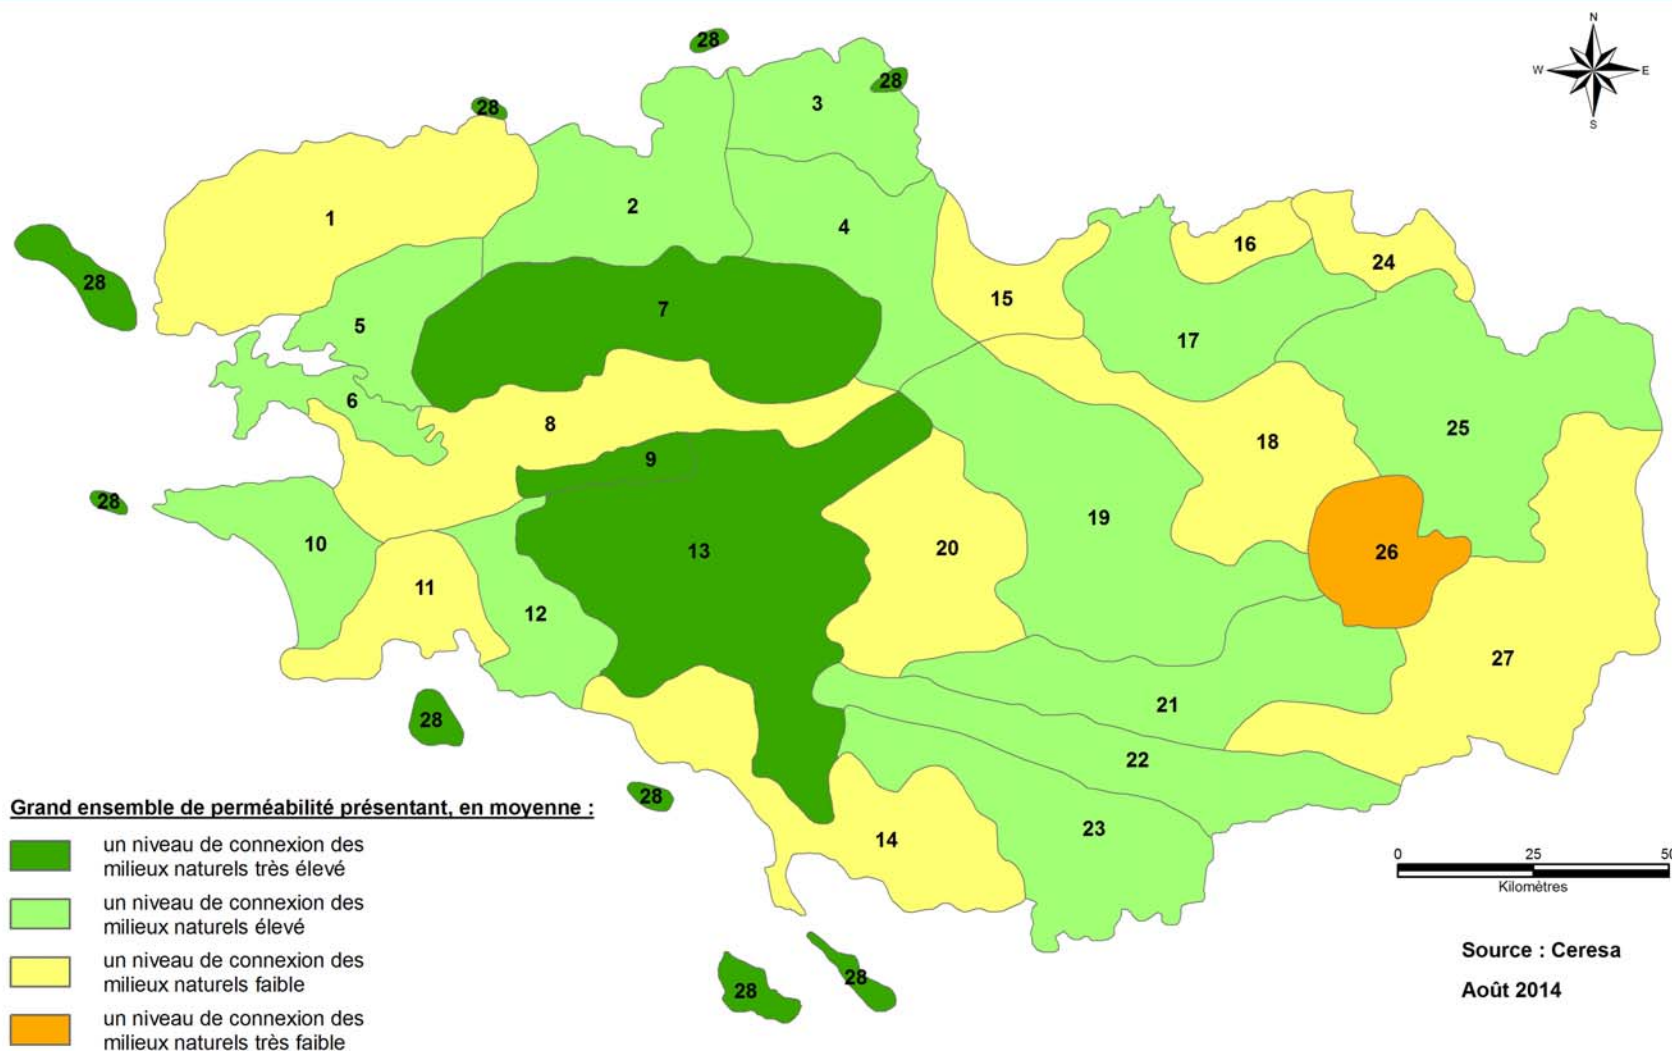 N
W E
S
28
3
28
28
1
2
4
16
24
28
15
7
5
17
6
8
25
18
9
28
19
10
13
20
26
11
12
27
21
28
22
28
23
14
28
28
Grand ensemble de perméabilité présentant, en moyenne :
un niveau de connexion des
milieux naturels très élevé
un niveau de connexion des
milieux naturels élevé
un niveau de connexion des
milieux naturels faible
un niveau de connexion des
milieux naturels très faible
0 25 50
Kilomètres
Source : Ceresa
Août 2014